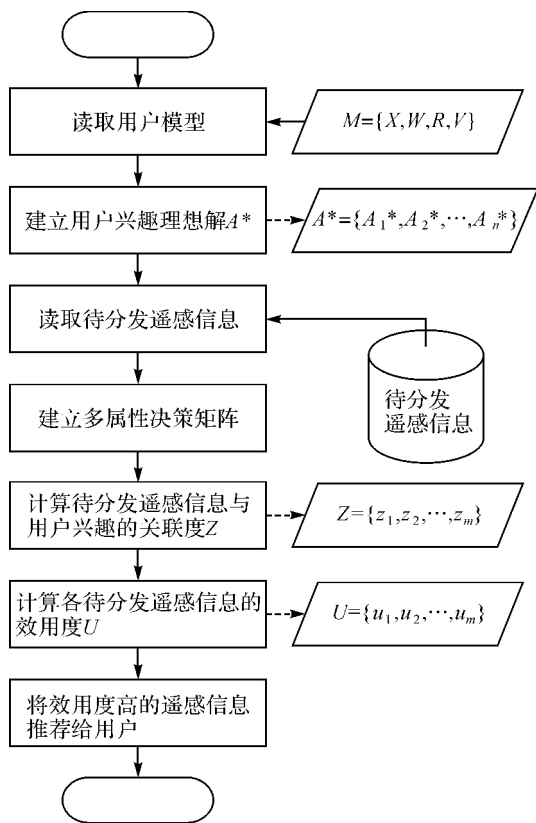 读取用户模型
M={X,W,R,V}
建立用户兴趣理想解A*
A*={A₁*,A₂*,⋯,Aₙ*}
读取待分发遥感信息
待分发
遥感信息
建立多属性决策矩阵
计算待分发遥感信息与
用户兴趣的关联度Z
Z={z₁,z₂,⋯,zₘ}
计算各待分发遥感信息的
效用度U
U={u₁,u₂,⋯,uₘ}
将效用度高的遥感信息
推荐给用户